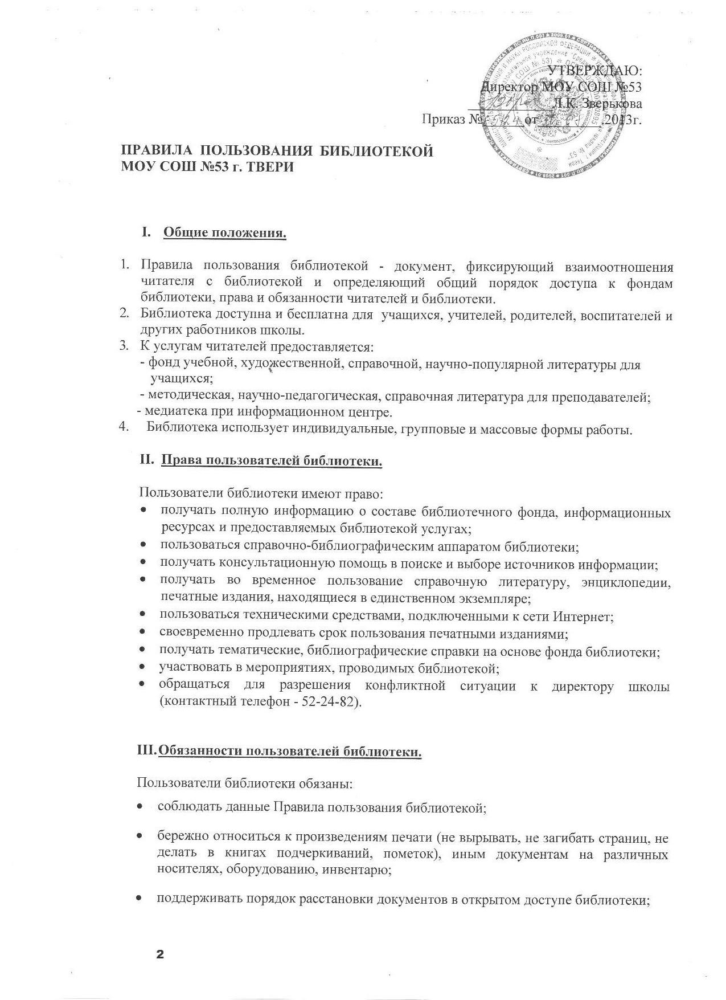 УТВЕРЖДАЮ:
Директор МОУ СОШ №53
Л.К. Зверькова
Приказ № от .2013г.
ПРАВИЛА ПОЛЬЗОВАНИЯ БИБЛИОТЕКОЙ
МОУ СОШ №53 г. ТВЕРИ
I. Общие положения.
1. Правила пользования библиотекой - документ, фиксирующий взаимоотношения
читателя с библиотекой и определяющий общий порядок доступа к фондам
библиотеки, права и обязанности читателей и библиотеки.
2. Библиотека доступна и бесплатна для учащихся, учителей, родителей, воспитателей и
других работников школы.
3. К услугам читателей предоставляется:
- фонд учебной, художественной, справочной, научно-популярной литературы для
учащихся;
- методическая, научно-педагогическая, справочная литература для преподавателей;
- медиатека при информационном центре.
4. Библиотека использует индивидуальные, групповые и массовые формы работы.
II. Права пользователей библиотеки.
Пользователи библиотеки имеют право:
• получать полную информацию о составе библиотечного фонда, информационных
ресурсах и предоставляемых библиотекой услугах;
• пользоваться справочно-библиографическим аппаратом библиотеки;
• получать консультационную помощь в поиске и выборе источников информации;
• получать во временное пользование справочную литературу, энциклопедии,
печатные издания, находящиеся в единственном экземпляре;
• пользоваться техническими средствами, подключенными к сети Интернет;
• своевременно продлевать срок пользования печатными изданиями;
• получать тематические, библиографические справки на основе фонда библиотеки;
• участвовать в мероприятиях, проводимых библиотекой;
• обращаться для разрешения конфликтной ситуации к директору школы
(контактный телефон - 52-24-82).
III. Обязанности пользователей библиотеки.
Пользователи библиотеки обязаны:
• соблюдать данные Правила пользования библиотекой;
• бережно относиться к произведениям печати (не вырывать, не загибать страниц, не
делать в книгах подчеркиваний, пометок), иным документам на различных
носителях, оборудованию, инвентарю;
• поддерживать порядок расстановки документов в открытом доступе библиотеки;
2